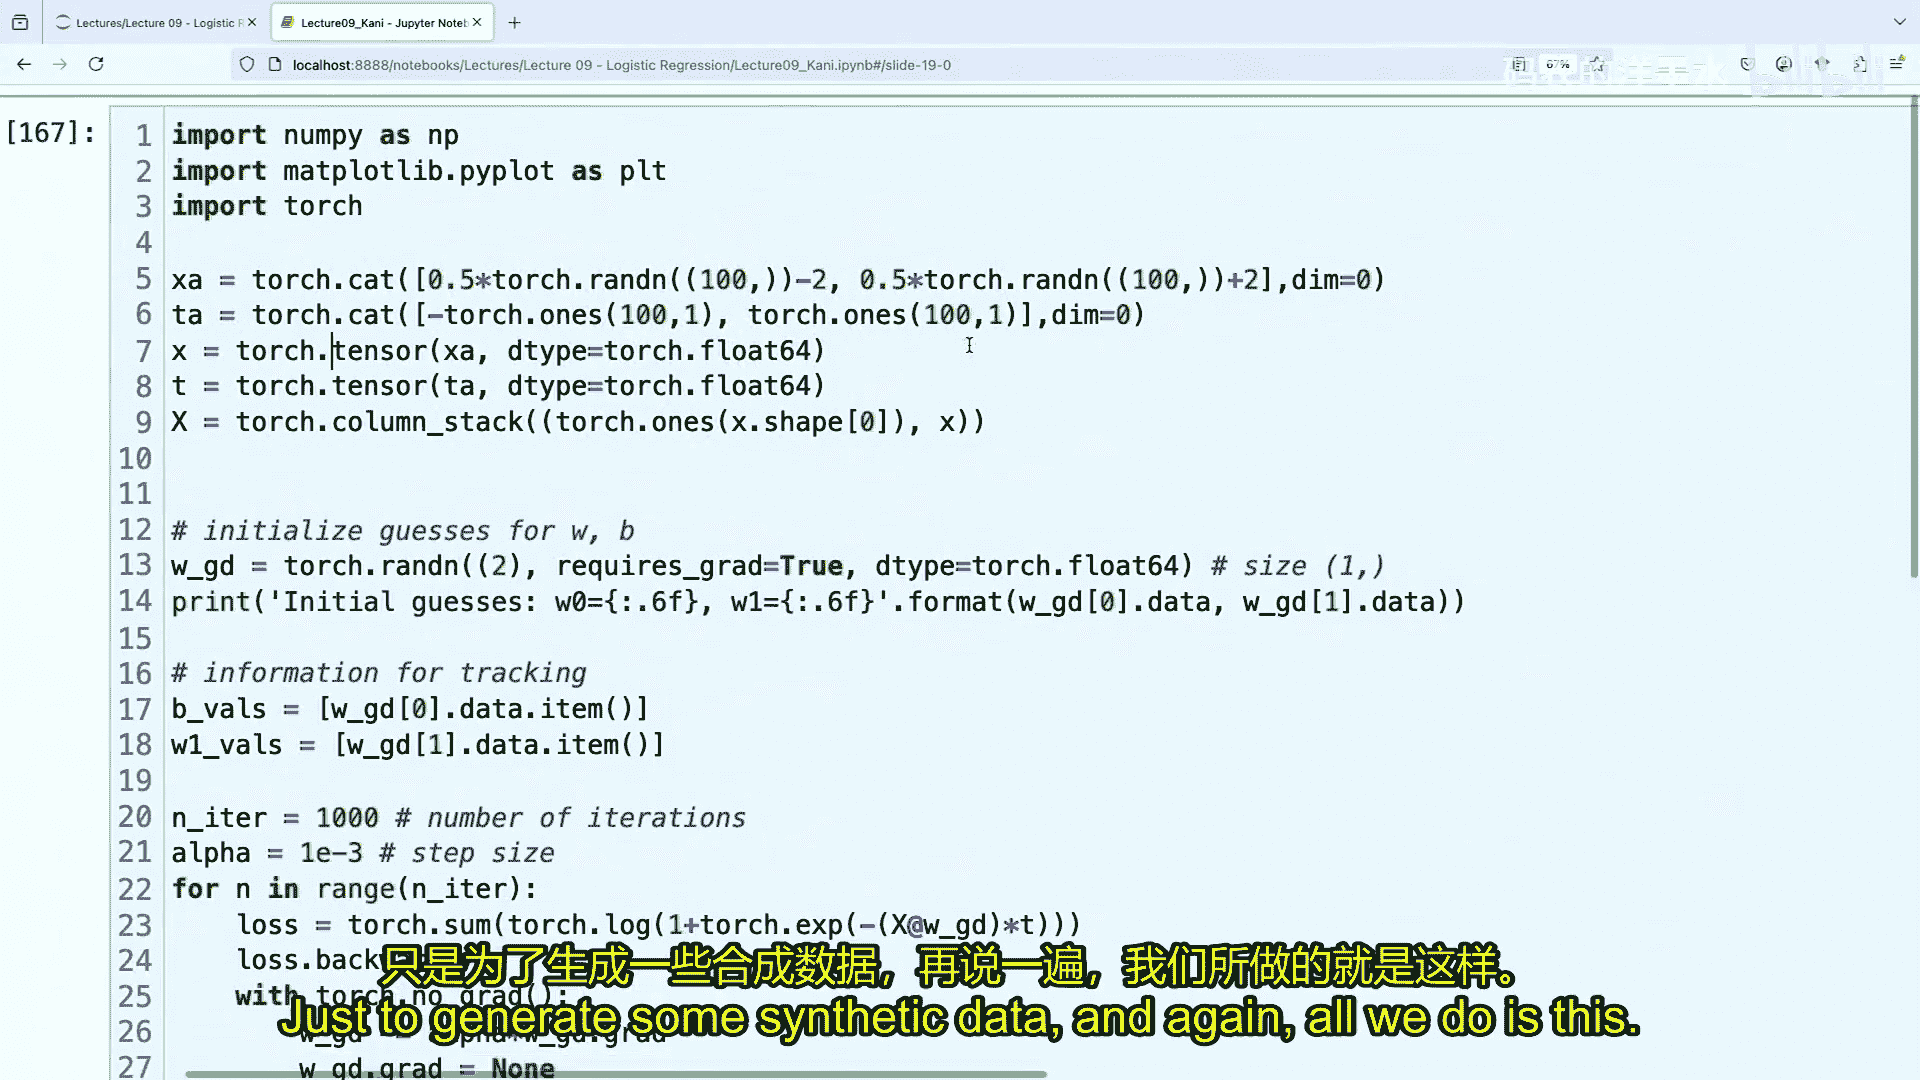 Lectures/Lecture 09 - Logistic R
Lecture09_Kani - Jupyter Noteb
localhost:8888/notebooks/Lectures/Lecture 09 - Logistic Regression/Lecture09_Kani.ipynb#/slide-19-0
67%
[167]:
1 import numpy as np
2 import matplotlib.pyplot as plt
3 import torch
4
5 xa = torch.cat([0.5*torch.randn((100,))-2, 0.5*torch.randn((100,))+2],dim=0)
6 ta = torch.cat([-torch.ones(100,1), torch.ones(100,1)],dim=0)
7 x = torch.tensor(xa, dtype=torch.float64)
8 t = torch.tensor(ta, dtype=torch.float64)
9 X = torch.column_stack((torch.ones(x.shape[0]), x))
10
11
12 # initialize guesses for w, b
13 w_gd = torch.randn((2), requires_grad=True, dtype=torch.float64) # size (1,)
14 print('Initial guesses: w0={:.6f}, w1={:.6f}'.format(w_gd[0].data, w_gd[1].data))
15
16 # information for tracking
17 b_vals = [w_gd[0].data.item()]
18 w1_vals = [w_gd[1].data.item()]
19
20 n_iter = 1000 # number of iterations
21 alpha = 1e-3 # step size
22 for n in range(n_iter):
23 loss = torch.sum(torch.log(1+torch.exp(-(X@w_gd)*t)))
24 loss.back
只是为了生成一些合成数据，再说一遍，我们所做的就是这样。
25 with torch.no_grad():
Just to generate some synthetic data, and again, all we do is this.
26 w_gd alpha*w_gd.grad
27 w_gd.grad = None